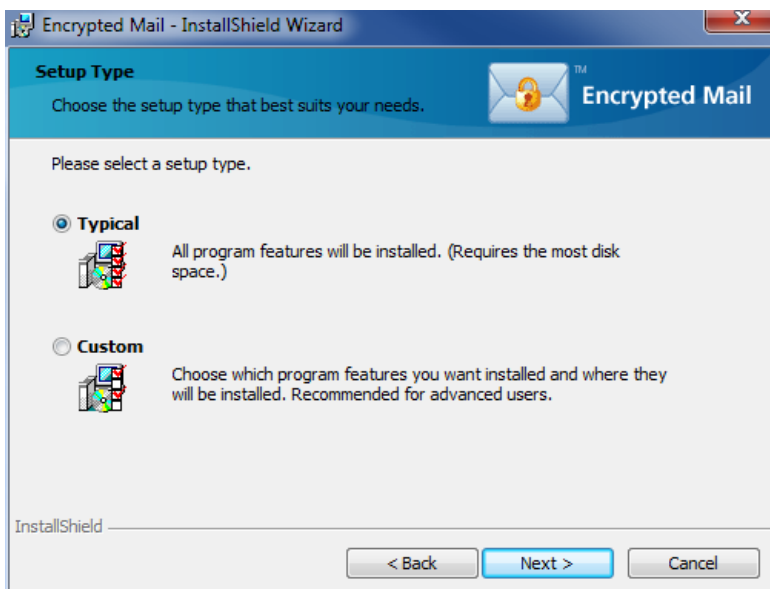 Encrypted Mail - InstallShield Wizard
X
Setup Type
Choose the setup type that best suits your needs.
TM
Encrypted Mail
Please select a setup type.
Typical
All program features will be installed. (Requires the most disk
space.)
Custom
Choose which program features you want installed and where they
will be installed. Recommended for advanced users.
InstallShield
< Back
Next >
Cancel